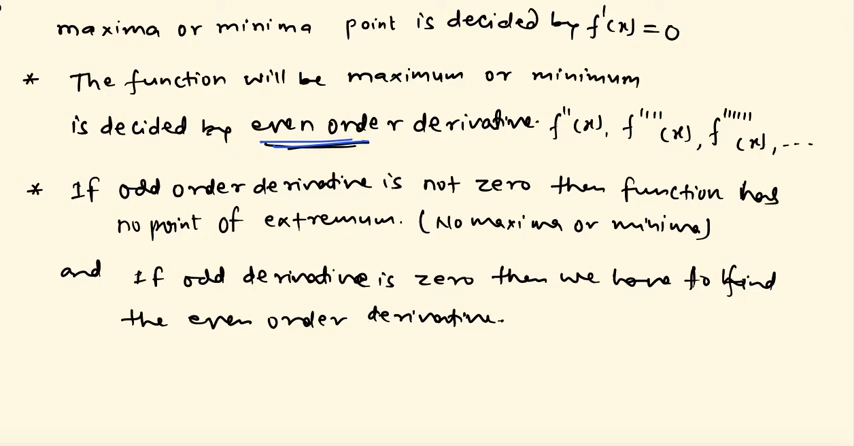 maxima or minima point is decided by f'(x) = 0
* The function will be maximum or minimum
is decided by even order derivative. f''(x), f''''(x), f''''''(x), ---
* If odd order derivative is not zero then function has
no point of extremum. (No maxima or minima)
and If odd derivative is zero then we have to find
the even order derivative.